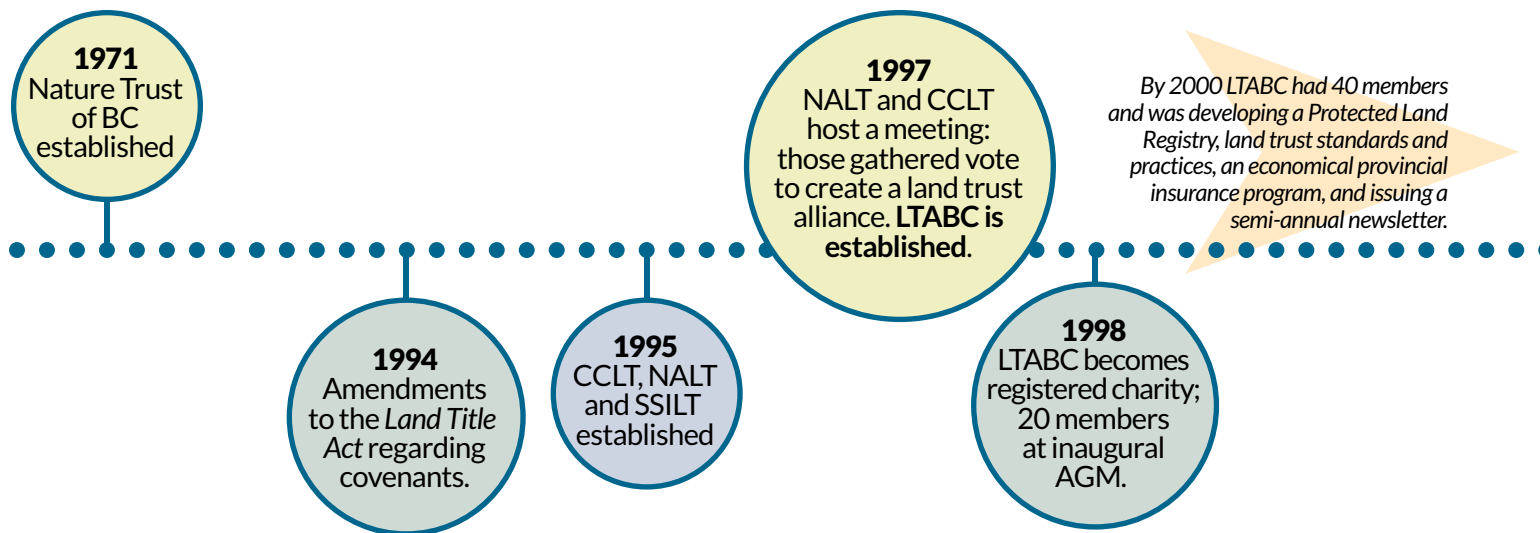 1971
Nature Trust
of BC
established
1994
Amendments
to the Land Title
Act regarding
covenants.
1995
CCLT, NALT
and SSILT
established
1997
NALT and CCLT
host a meeting:
those gathered vote
to create a land trust
alliance. LTABC is
established.
1998
LTABC becomes
registered charity;
20 members
at inaugural
AGM.
By 2000 LTABC had 40 members
and was developing a Protected Land
Registry, land trust standards and
practices, an economical provincial
insurance program, and issuing a
semi-annual newsletter.